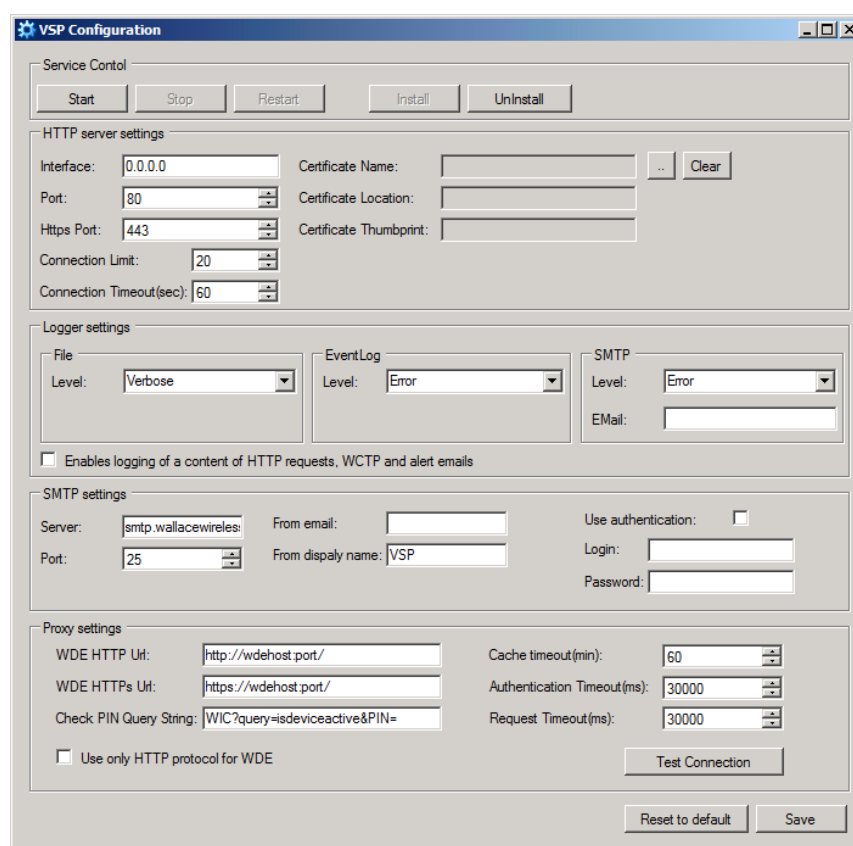 VSP Configuration
Service Contol
Start Stop Restart Install UnInstall
HTTP server settings
Interface: 0.0.0.0 Certificate Name: .. Clear
Port: 80 Certificate Location:
Https Port: 443 Certificate Thumbprint:
Connection Limit: 20
Connection Timeout(sec): 60
Logger settings
File EventLog SMTP
Level: Verbose Level: Error Level: Error
EMail:
Enables logging of a content of HTTP requests, WCTP and alert emails
SMTP settings
Server: smtp.wallacewireles From email: Use authentication:
Port: 25 From dispaly name: VSP Login:
Password:
Proxy settings
WDE HTTP Url: http://wdehost:port/ Cache timeout(min): 60
WDE HTTPs Url: https://wdehost:port/ Authentication Timeout(ms): 30000
Check PIN Query String: WIC?query=isdeviceactive&PIN= Request Timeout(ms): 30000
Use only HTTP protocol for WDE Test Connection
Reset to default Save